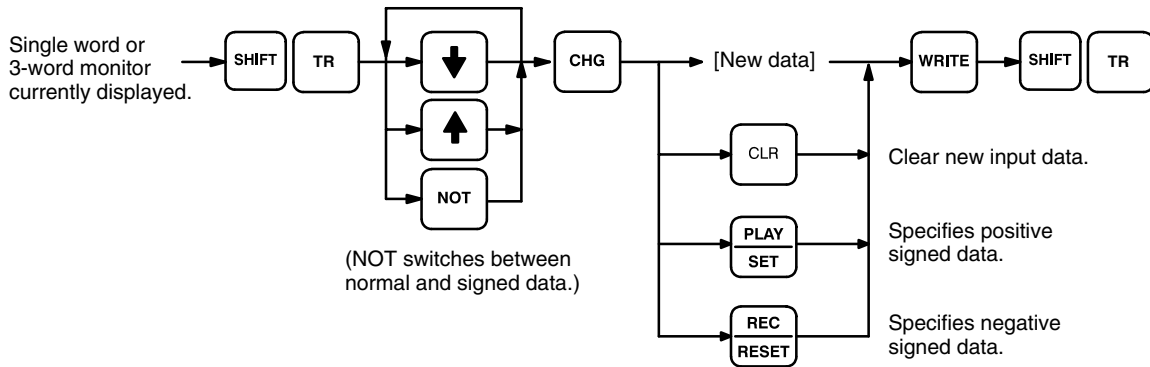 Single word or
3-word monitor
currently displayed.
SHIFT
TR
CHG
[New data]
WRITE
SHIFT
TR
NOT
(NOT switches between
normal and signed data.)
CLR
Clear new input data.
PLAY
SET
Specifies positive
signed data.
REC
RESET
Specifies negative
signed data.